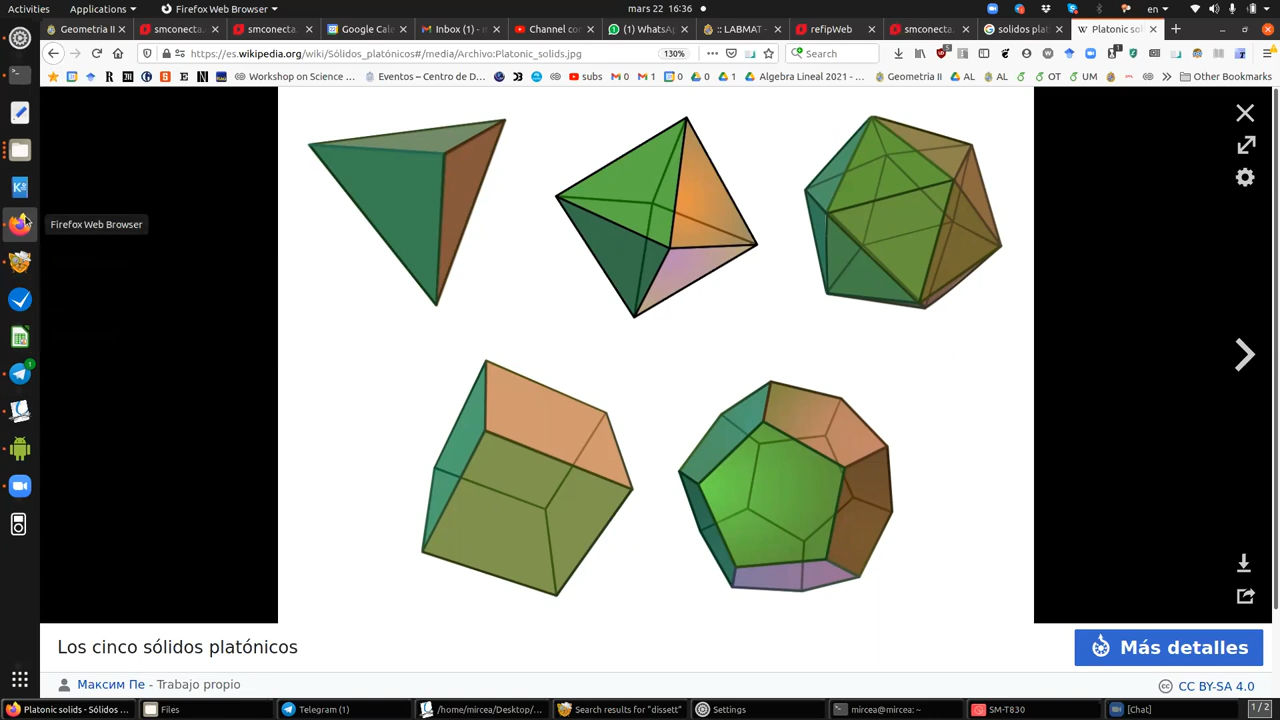 Activities Applications Firefox Web Browser mars 22 16:36 en
Geometria II smconecta. smconecta. Google Cale Inbox (1) - m Channel co WhatsA :: LABMAT - refipWeb smconecta. solidos plat Platonic sol
https://es.wikipedia.org/wiki/Sólidos_platónicos#/media/Archivo:Platonic_solids.jpg 130% Search
Workshop on Science ... Eventos – Centro de D... subs 0 1 0 0 1 Algebra Lineal 2021 -... Geometria II AL AL OT UM Other Bookmarks
Firefox Web Browser
Los cinco sólidos platónicos
Más detalles
Максим Пе - Trabajo propio
CC BY-SA 4.0
Platonic solids - Sólidos ... Files Telegram (1) /home/mircea/Desktop/... Search results for "dissett" Settings mircea@mircea: ~ SM-T830 [Chat] 1 / 2